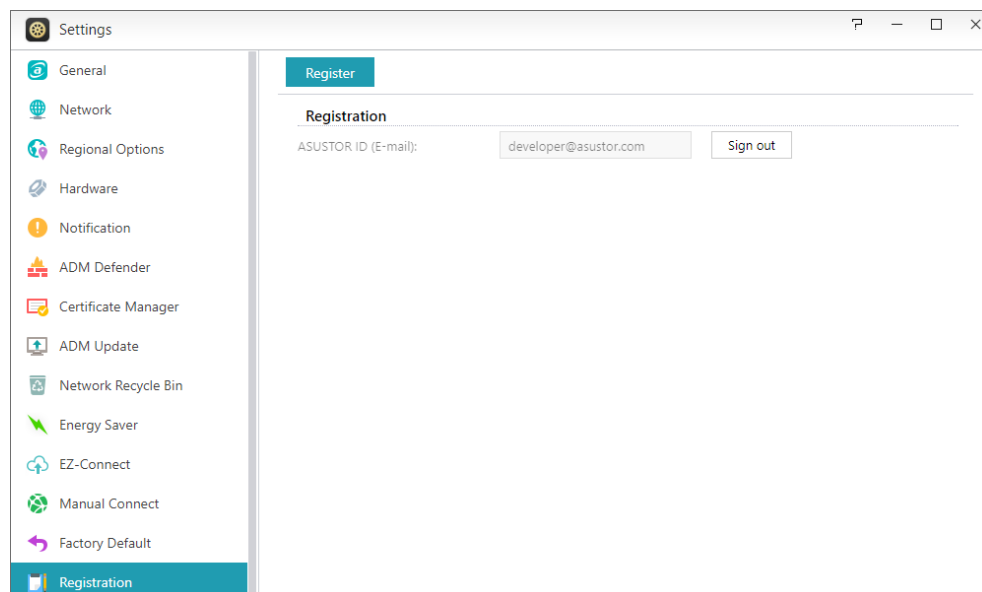 Settings
General
Network
Regional Options
Hardware
Notification
ADM Defender
Certificate Manager
ADM Update
Network Recycle Bin
Energy Saver
EZ-Connect
Manual Connect
Factory Default
Registration
Register
Registration
ASUSTOR ID (E-mail): developer@asustor.com Sign out